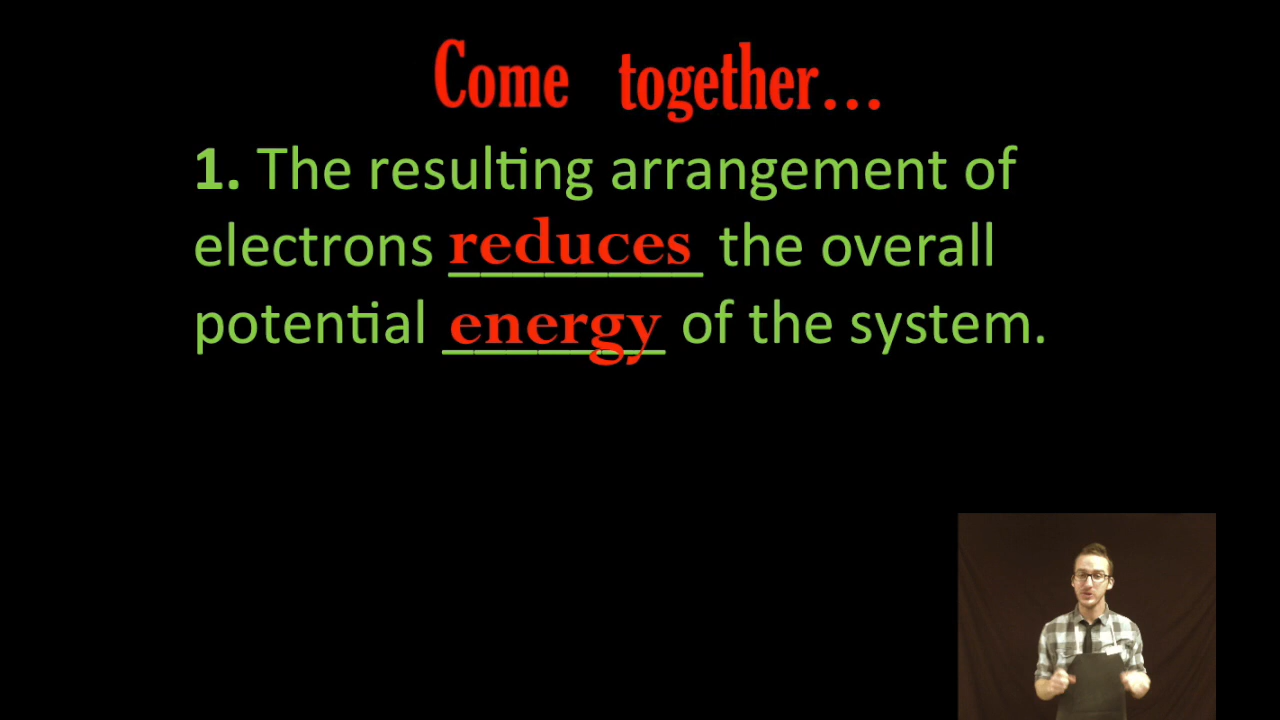 Come together...
1. The resulting arrangement of
electrons reduces the overall
potential energy of the system.